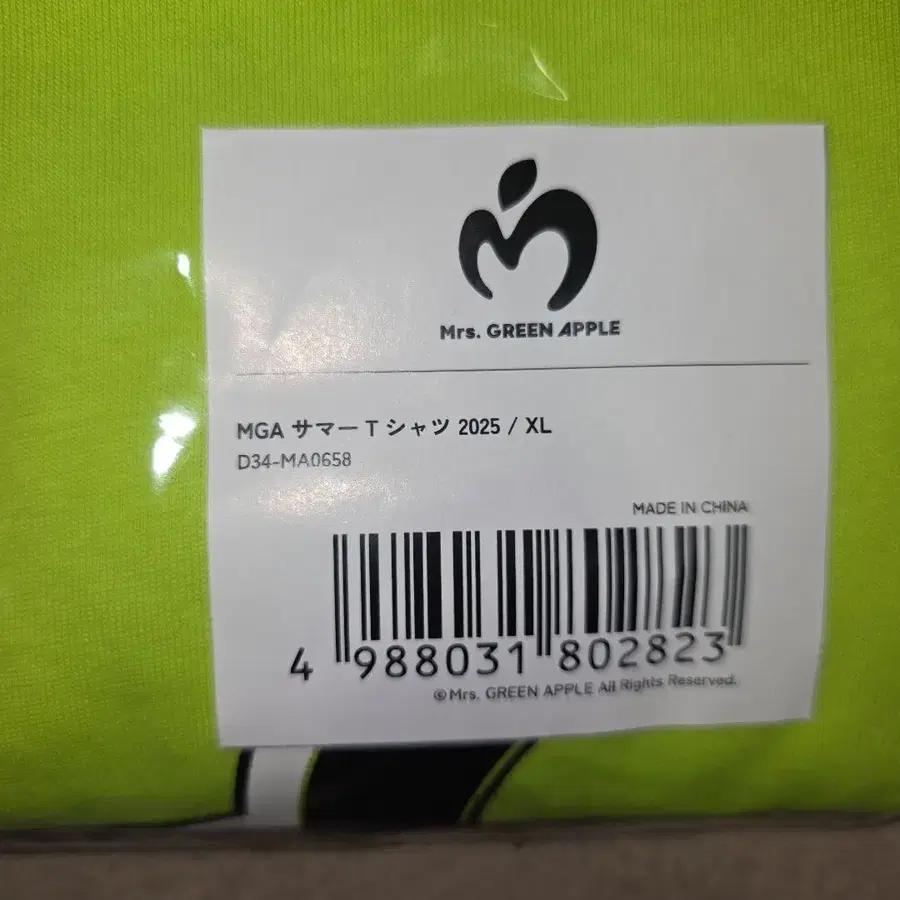 Mrs. GREEN APPLE
MGA サマー T シャツ 2025 / XL
D34-MA0658
MADE IN CHINA
4 988031 802823
©Mrs. GREEN APPLE All Rights Reserved.